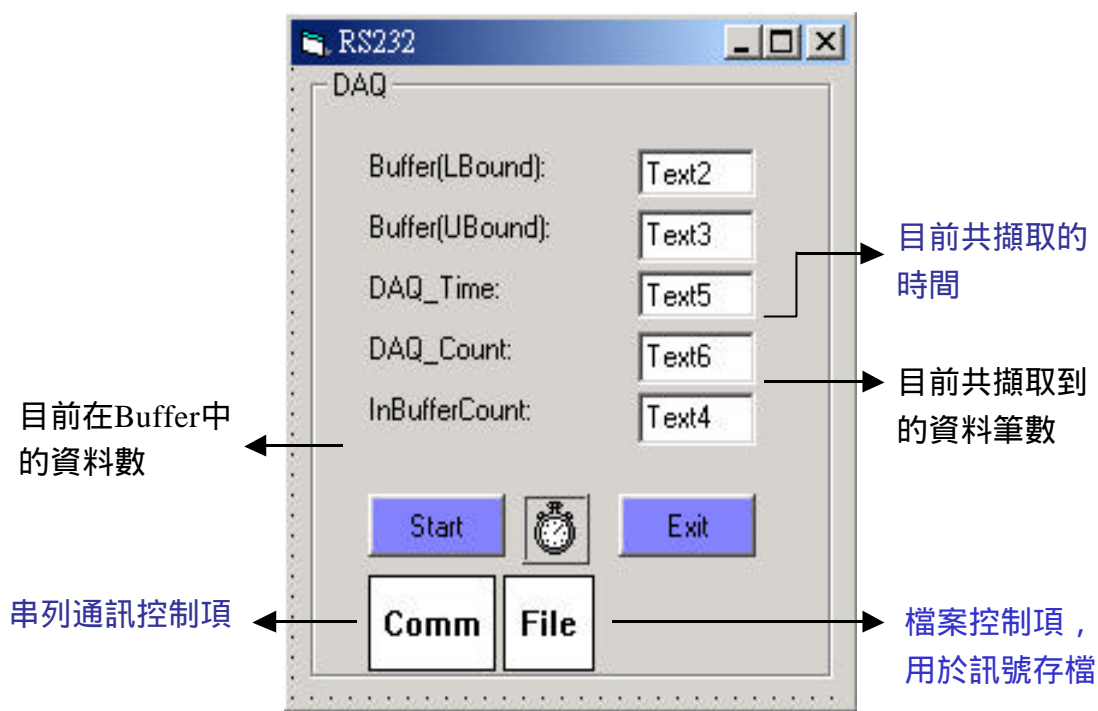 RS232
DAQ
Buffer(LBound):
Text2
Buffer(UBound):
Text3
DAQ_Time:
Text5
DAQ_Count:
Text6
InBufferCount:
Text4
Start
Exit
Comm
File
目前共擷取的
時間
目前共擷取到
的資料筆數
目前在Buffer中
的資料數
串列通訊控制項
檔案控制項，
用於訊號存檔